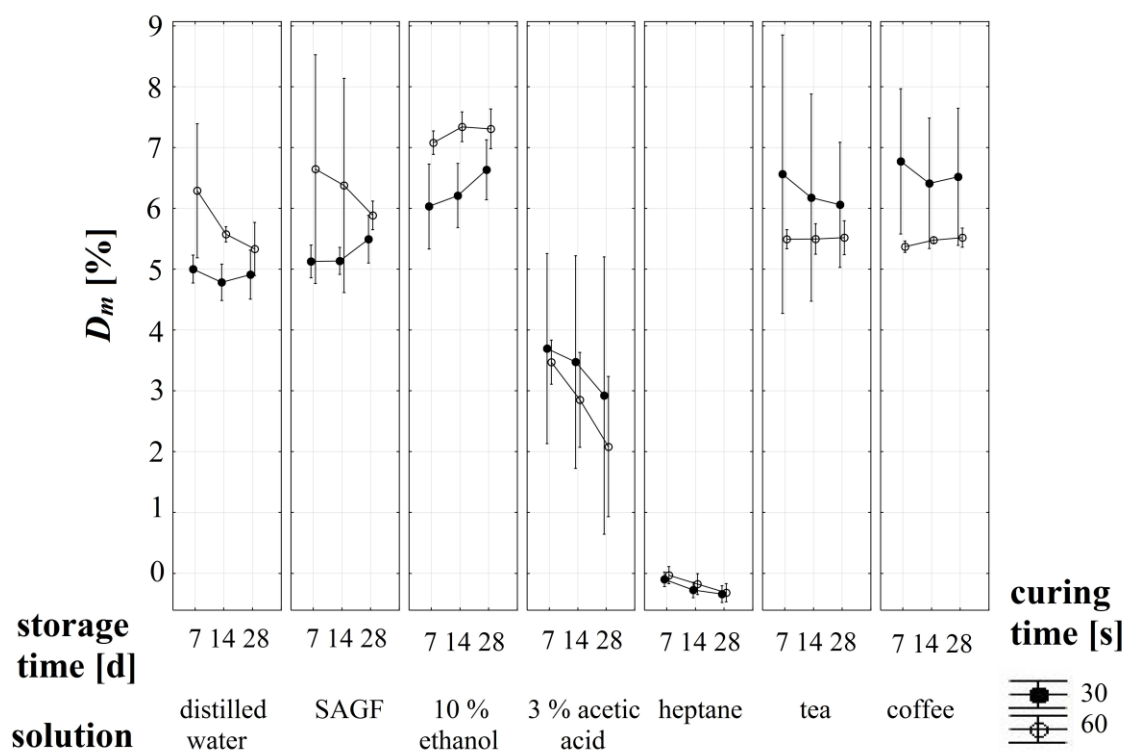 9
8
7
6
5
4
3
2
1
0
D_m [%]
storage time [d]
7 14 28
7 14 28
7 14 28
7 14 28
7 14 28
7 14 28
7 14 28
solution
distilled
water
SAGF
10 %
ethanol
3 % acetic
acid
heptane
tea
coffee
curing
time [s]
30
60